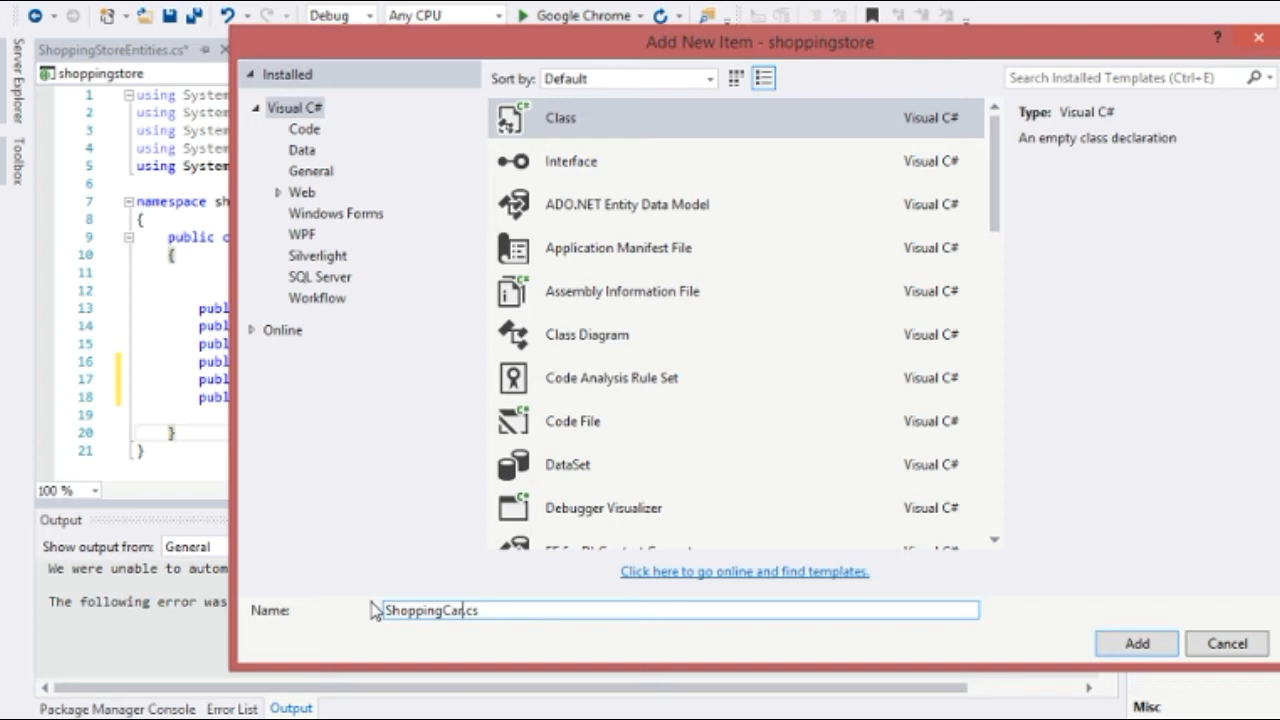 Debug
Any CPU
Google Chrome
Add New Item - shoppingstore
?
ShoppingStoreEntities.cs*
Server Explorer
Toolbox
shoppingstore
1 using System
2 using System
3 using System
4 using System
5 using System
6
7 namespace sh
8 {
9 public c
10 {
11
12
13 publ
14 publ
15 publ
16 publ
17 publ
18 publ
19
20 }
21 }
100 %
Output
Show output from: General
We were unable to autom
The following error was
Package Manager Console Error List Output
Installed
Visual C#
Code
Data
General
Web
Windows Forms
WPF
Silverlight
SQL Server
Workflow
Online
Sort by: Default
Search Installed Templates (Ctrl+E)
Class Visual C#
Interface Visual C#
ADO.NET Entity Data Model Visual C#
Application Manifest File Visual C#
Assembly Information File Visual C#
Class Diagram Visual C#
Code Analysis Rule Set Visual C#
Code File Visual C#
DataSet Visual C#
Debugger Visualizer Visual C#
Type: Visual C#
An empty class declaration
Click here to go online and find templates.
Name: ShoppingCar.cs
Add
Cancel
Misc